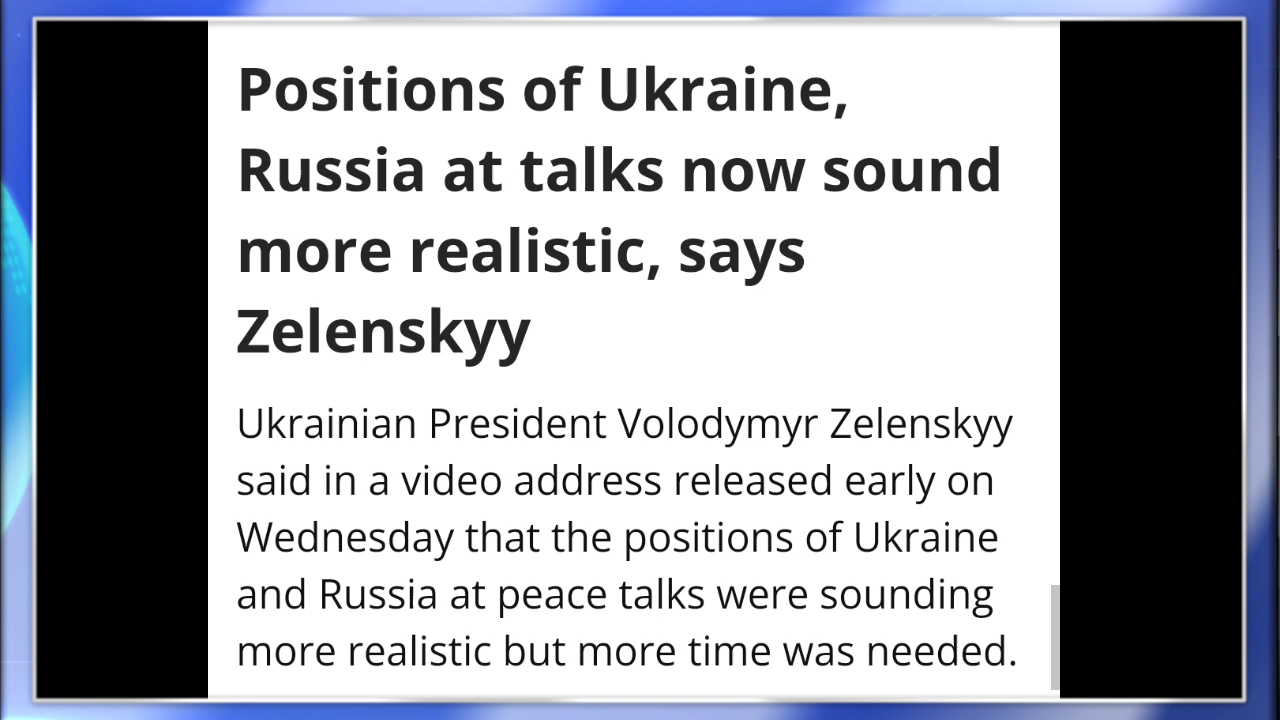 Positions of Ukraine,
Russia at talks now sound
more realistic, says
Zelenskyy
Ukrainian President Volodymyr Zelenskyy
said in a video address released early on
Wednesday that the positions of Ukraine
and Russia at peace talks were sounding
more realistic but more time was needed.